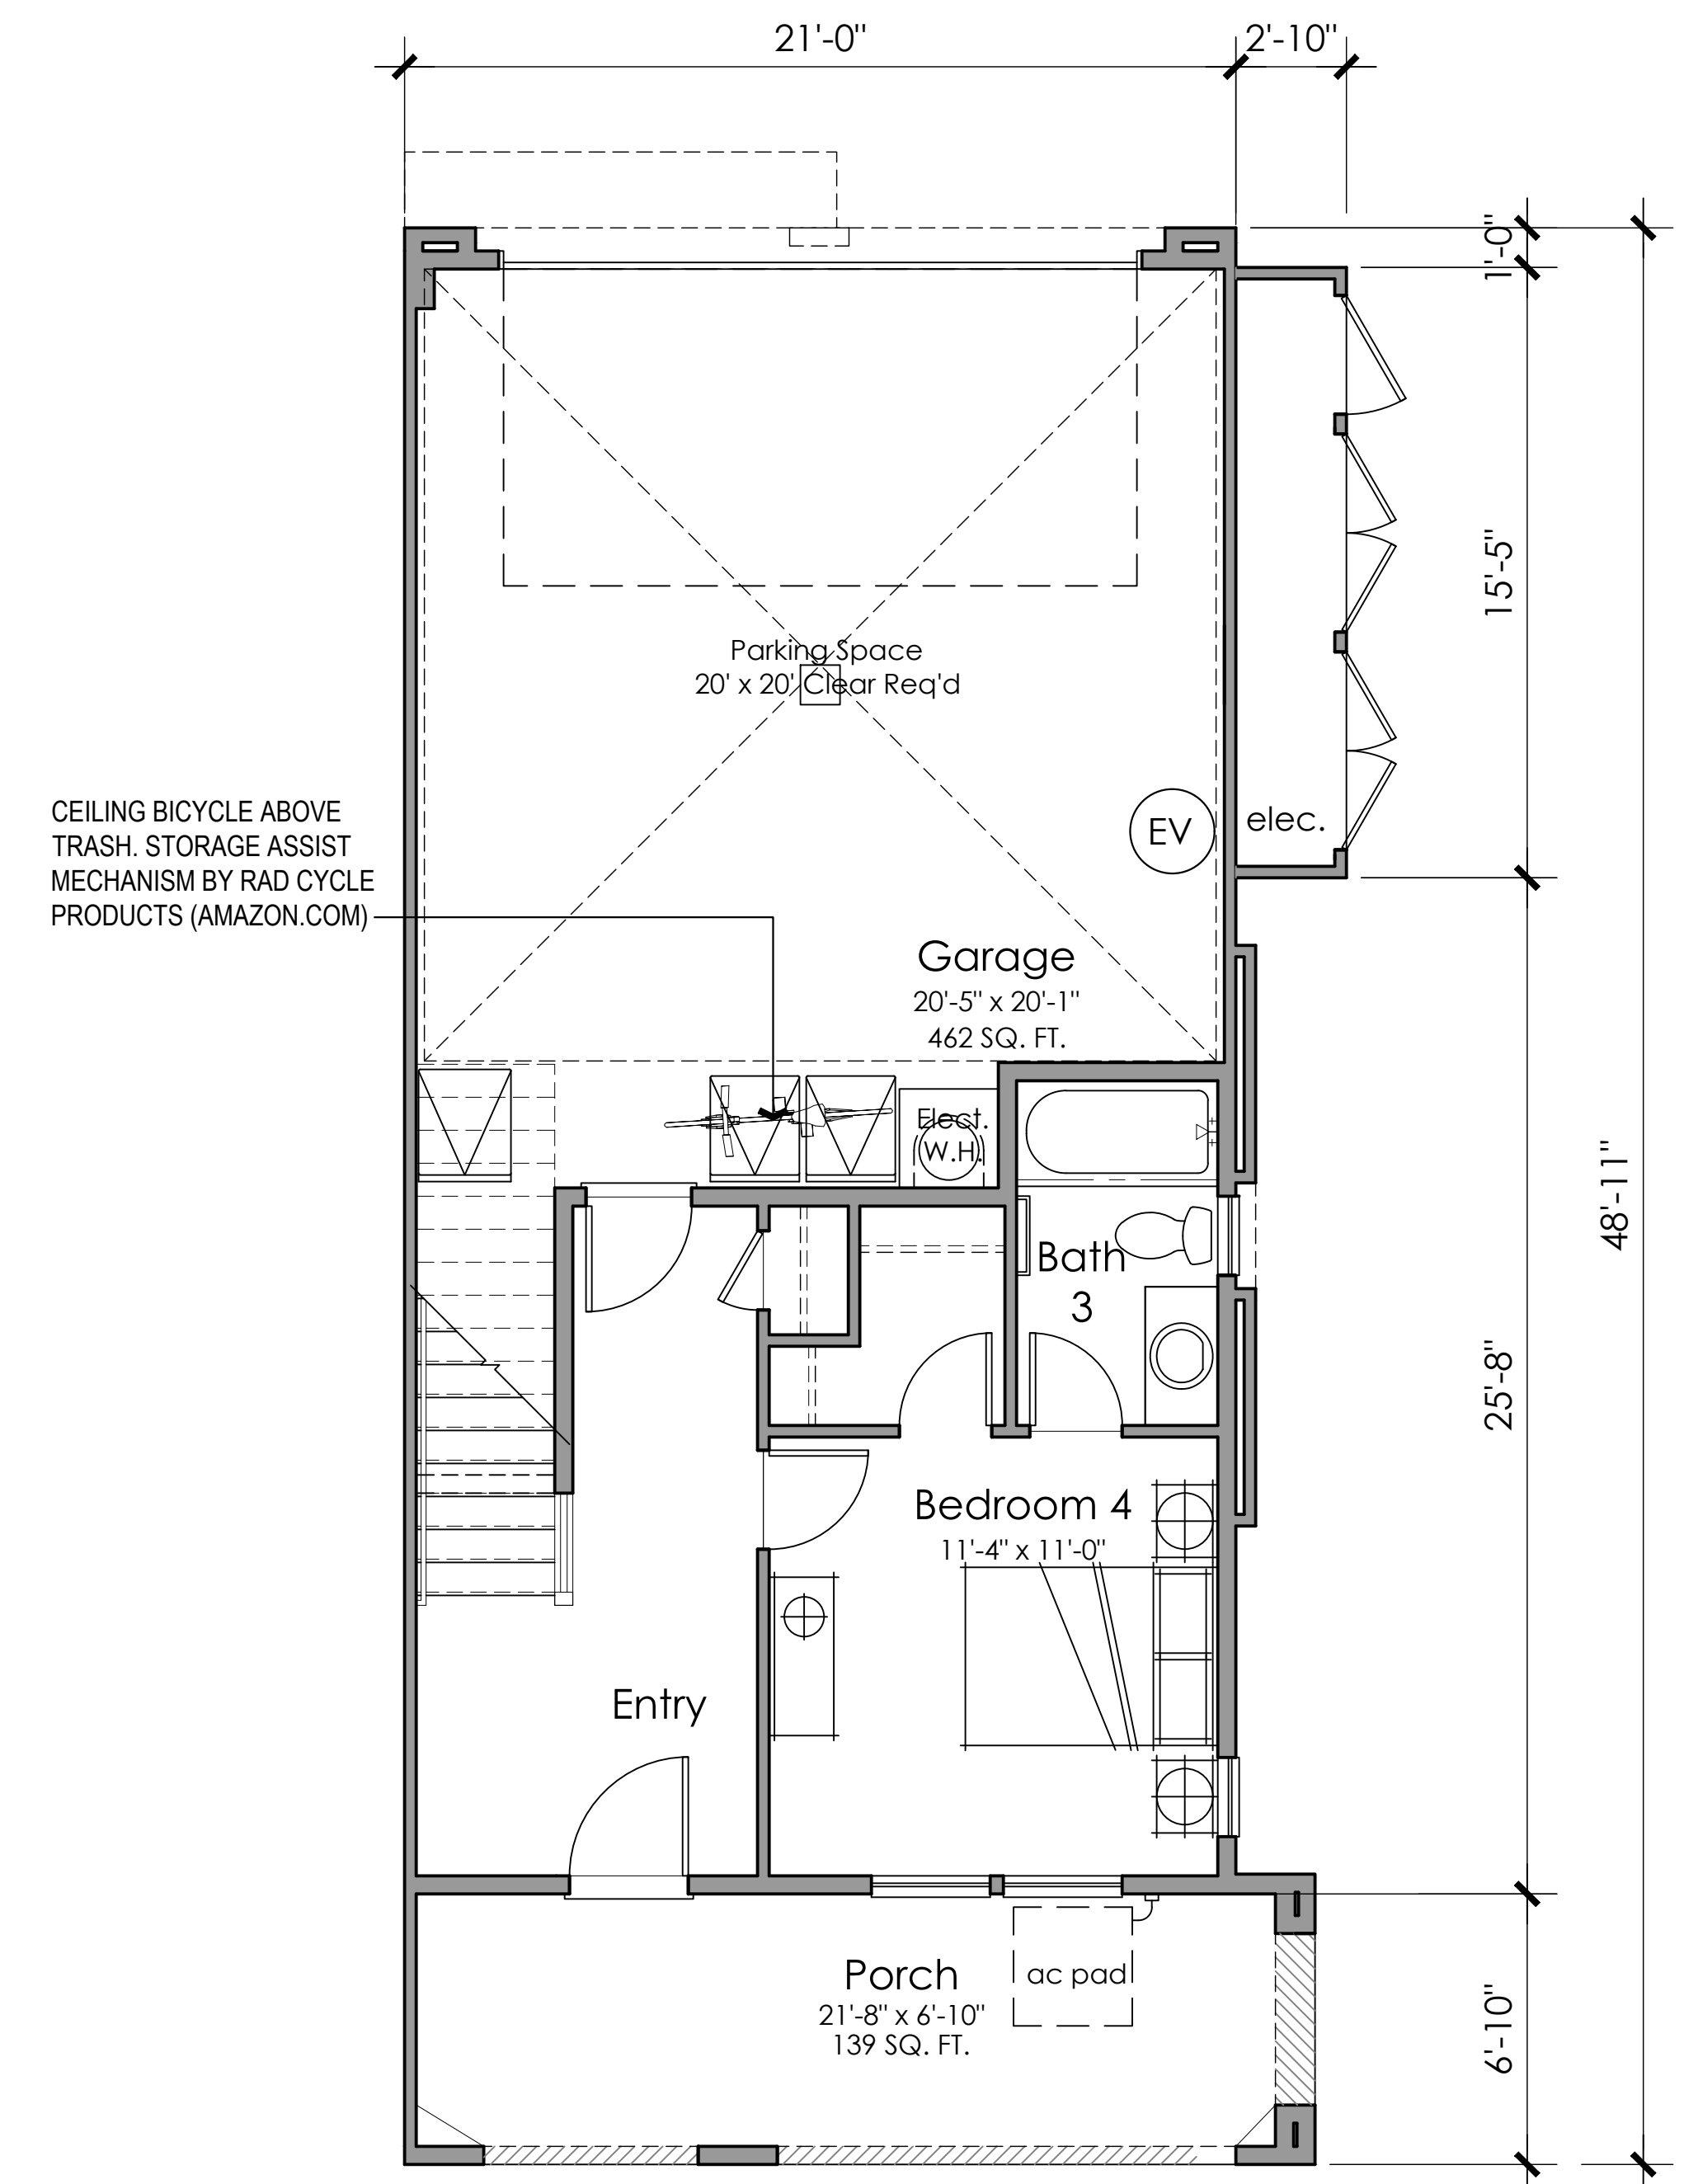 21'-0"
2'-10"
1'-0"
15'-5"
Parking Space
20' x 20' Clear Req'd
CEILING BICYCLE ABOVE
TRASH. STORAGE ASSIST
MECHANISM BY RAD CYCLE
PRODUCTS (AMAZON.COM)
EV
elec.
Garage
20'-5" x 20'-1"
462 SQ. FT.
Elect.
W.H.
48'-11"
Bath
3
25'-8"
Bedroom 4
11'-4" x 11'-0"
Entry
Porch
21'-8" x 6'-10"
139 SQ. FT.
ac pad
6'-10"